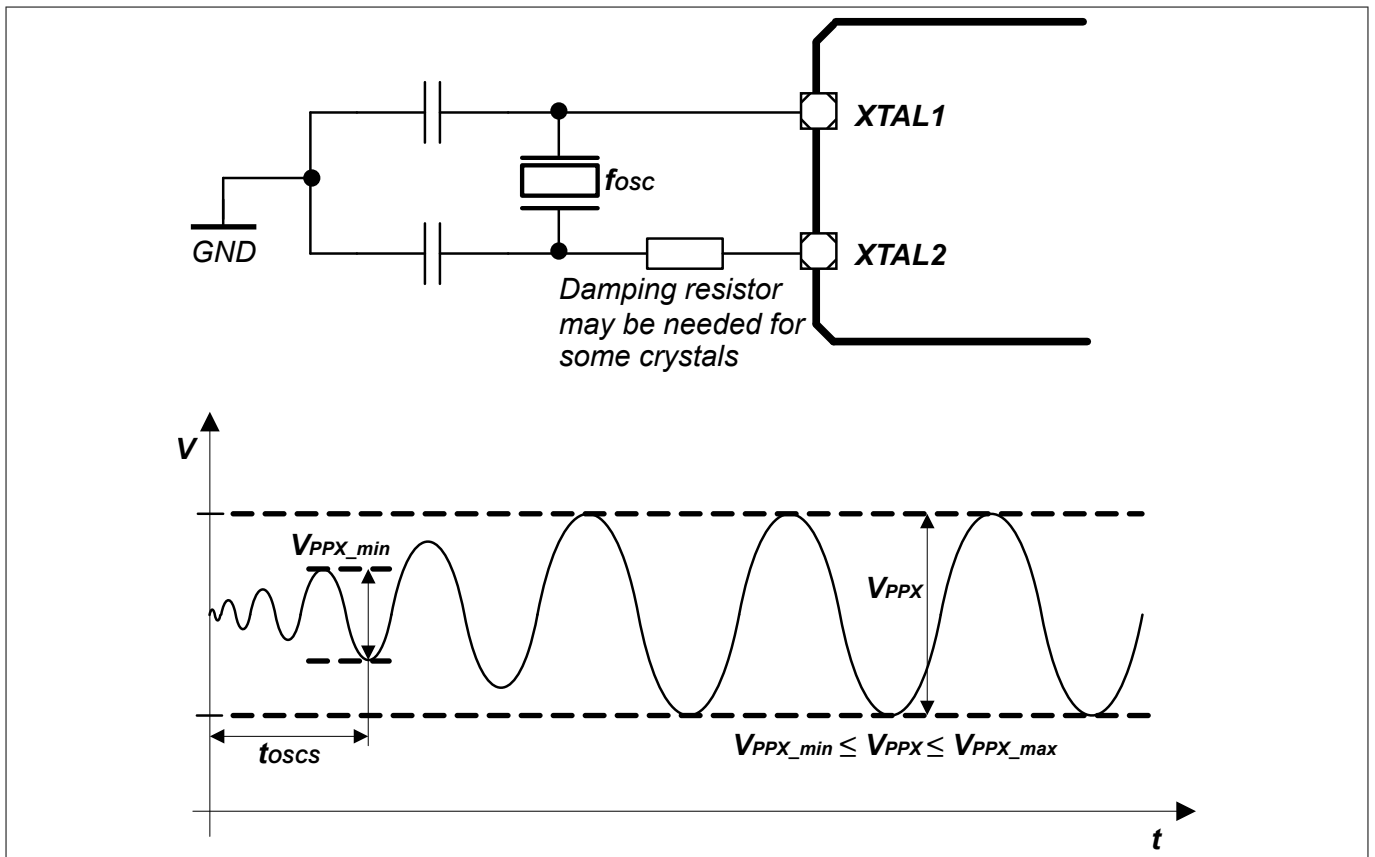 XTAL1
fosc
GND
XTAL2
Damping resistor
may be needed for
some crystals
V
VPPX_min
VPPX
tOSCS
VPPX_min ≤ VPPX ≤ VPPX_max
t